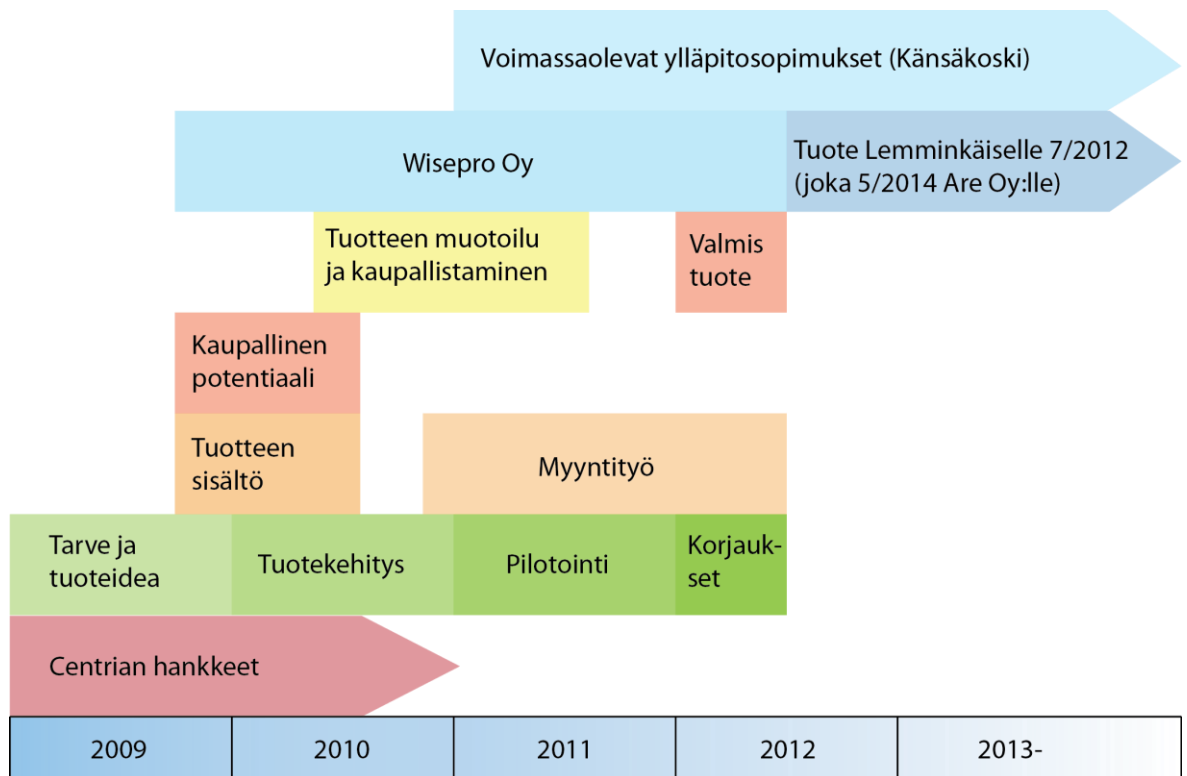 Voimassaolevat ylläpitosopimukset (Känsäkoski)
Wisepro Oy
Tuote Lemminkäiselle 7/2012
(joka 5/2014 Are Oy:lle)
Tuotteen muotoilu
ja kaupallistaminen
Valmis
tuote
Kaupallinen
potentiaali
Tuotteen
sisältö
Myyntityö
Tarve ja
tuoteidea
Tuotekehitys
Pilotointi
Korjauk-
set
Centrian hankkeet
2009
2010
2011
2012
2013-